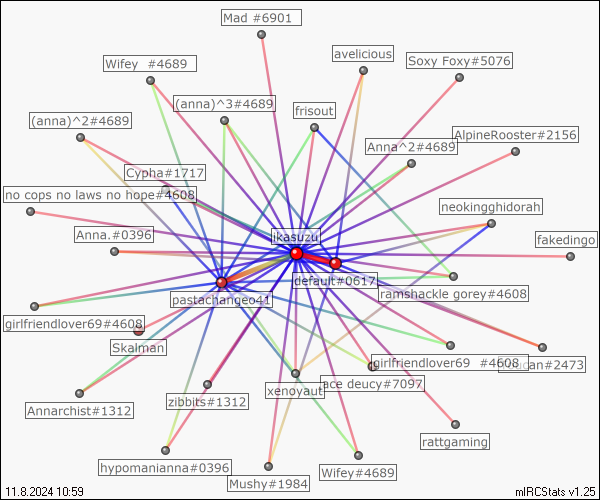 Mad #6901
avelicious
Wifey  #4689
Soxy Foxy#5076
(anna)^3#4689
frisout
(anna)^2#4689
AlpineRooster#2156
Anna^2#4689
Cypha#1717
no cops no laws no hope#4608
neokingghidorah
Anna.#0396
ikasuzu
fakedingo
default#0617
ramshackle gorey#4608
pastachangeo41
girlfriendlover69#4608
Skalman
girlfriendlover69  #4608
#2473
ace deucy#7097
xenoyaut
zibbits#1312
Annarchist#1312
rattgaming
hypomanianna#0396
Wifey#4689
Mushy#1984
11.8.2024 10:59
mIRCStats v1.25